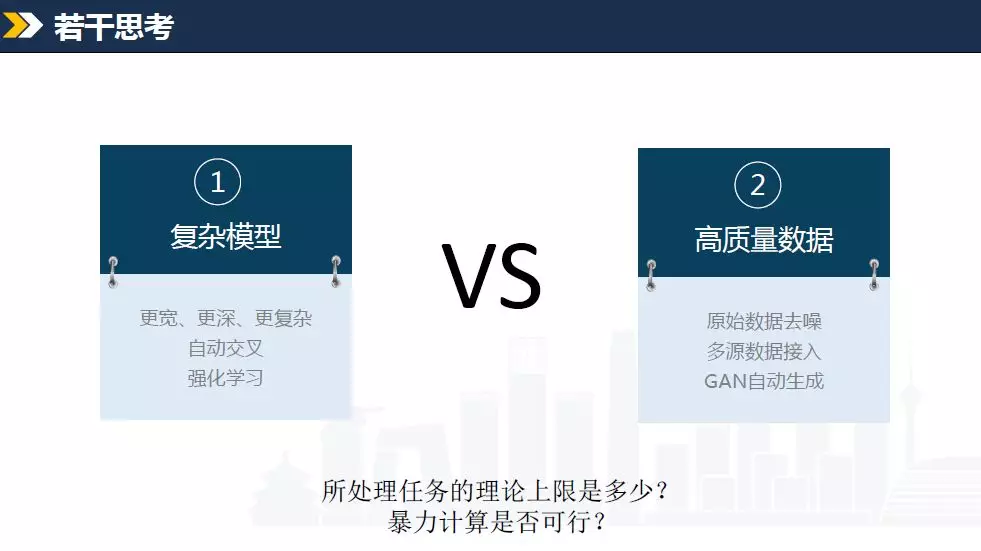 若干思考
1
复杂模型
更宽、更深、更复杂
自动交叉
强化学习
VS
2
高质量数据
原始数据去噪
多源数据接入
GAN自动生成
所处理任务的理论上限是多少？
暴力计算是否可行？